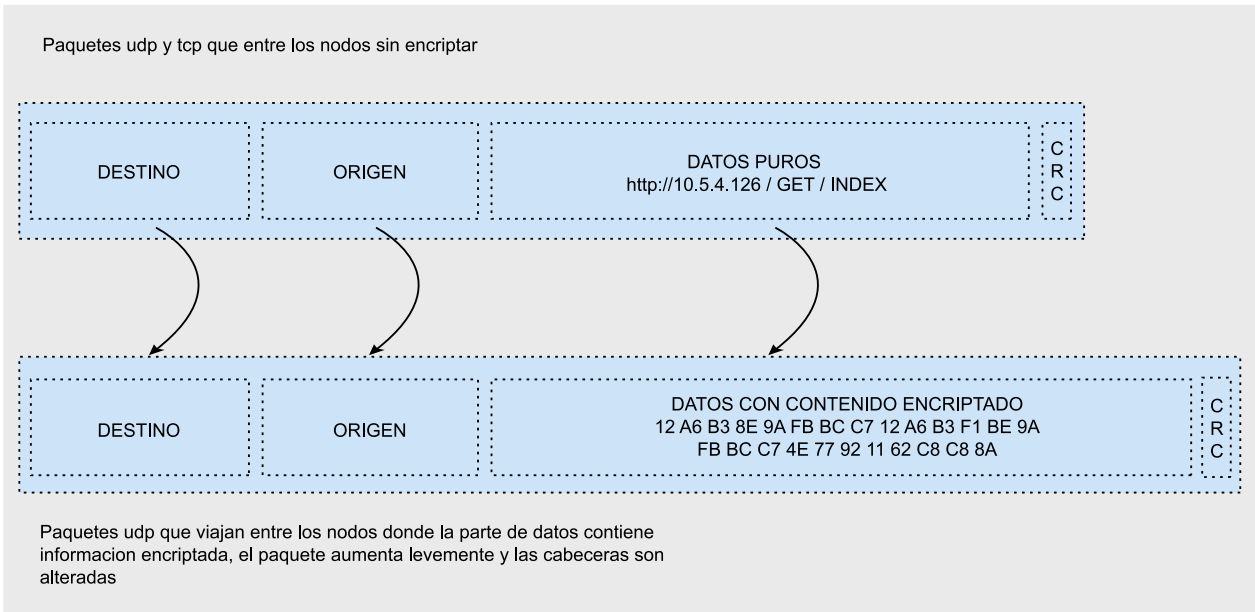 Paquetes udp y tcp que entre los nodos sin encriptar
DESTINO
ORIGEN
DATOS PUROS
http://10.5.4.126 / GET / INDEX
C
R
C
DESTINO
ORIGEN
DATOS CON CONTENIDO ENCRIPTADO
12 A6 B3 8E 9A FB BC C7 12 A6 B3 F1 BE 9A
FB BC C7 4E 77 92 11 62 C8 C8 8A
C
R
C
Paquetes udp que viajan entre los nodos donde la parte de datos contiene
informacion encriptada, el paquete aumenta levemente y las cabeceras son
alteradas